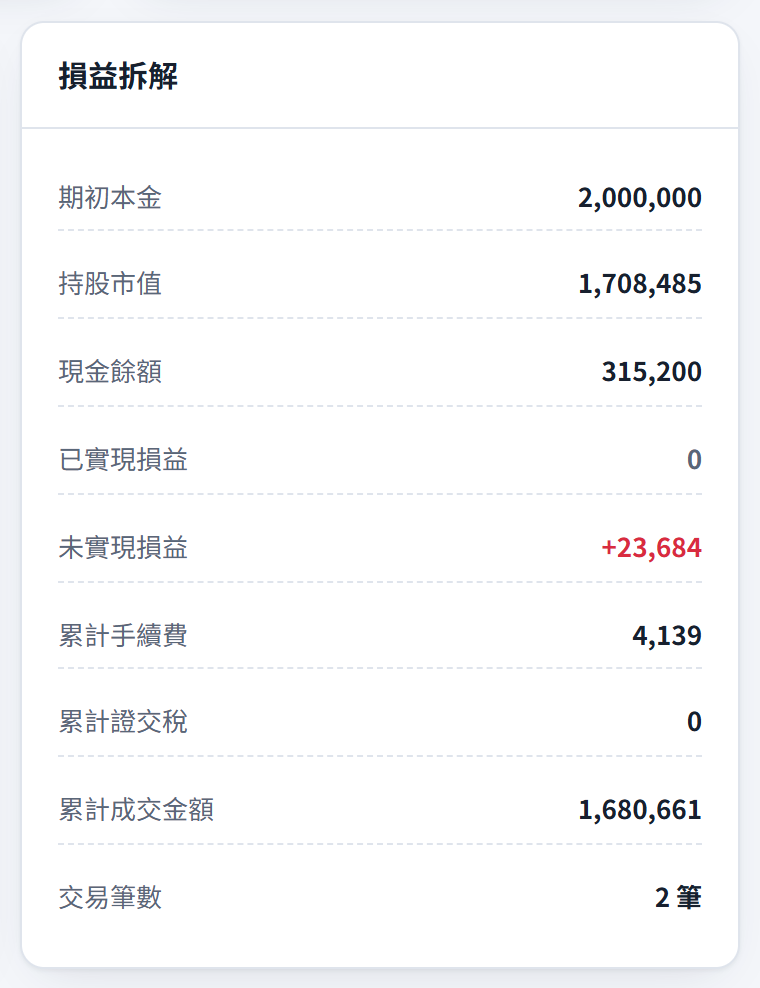 損益拆解
期初本金 2,000,000
持股市值 1,708,485
現金餘額 315,200
已實現損益 0
未實現損益 +23,684
累計手續費 4,139
累計證交稅 0
累計成交金額 1,680,661
交易筆數 2 筆